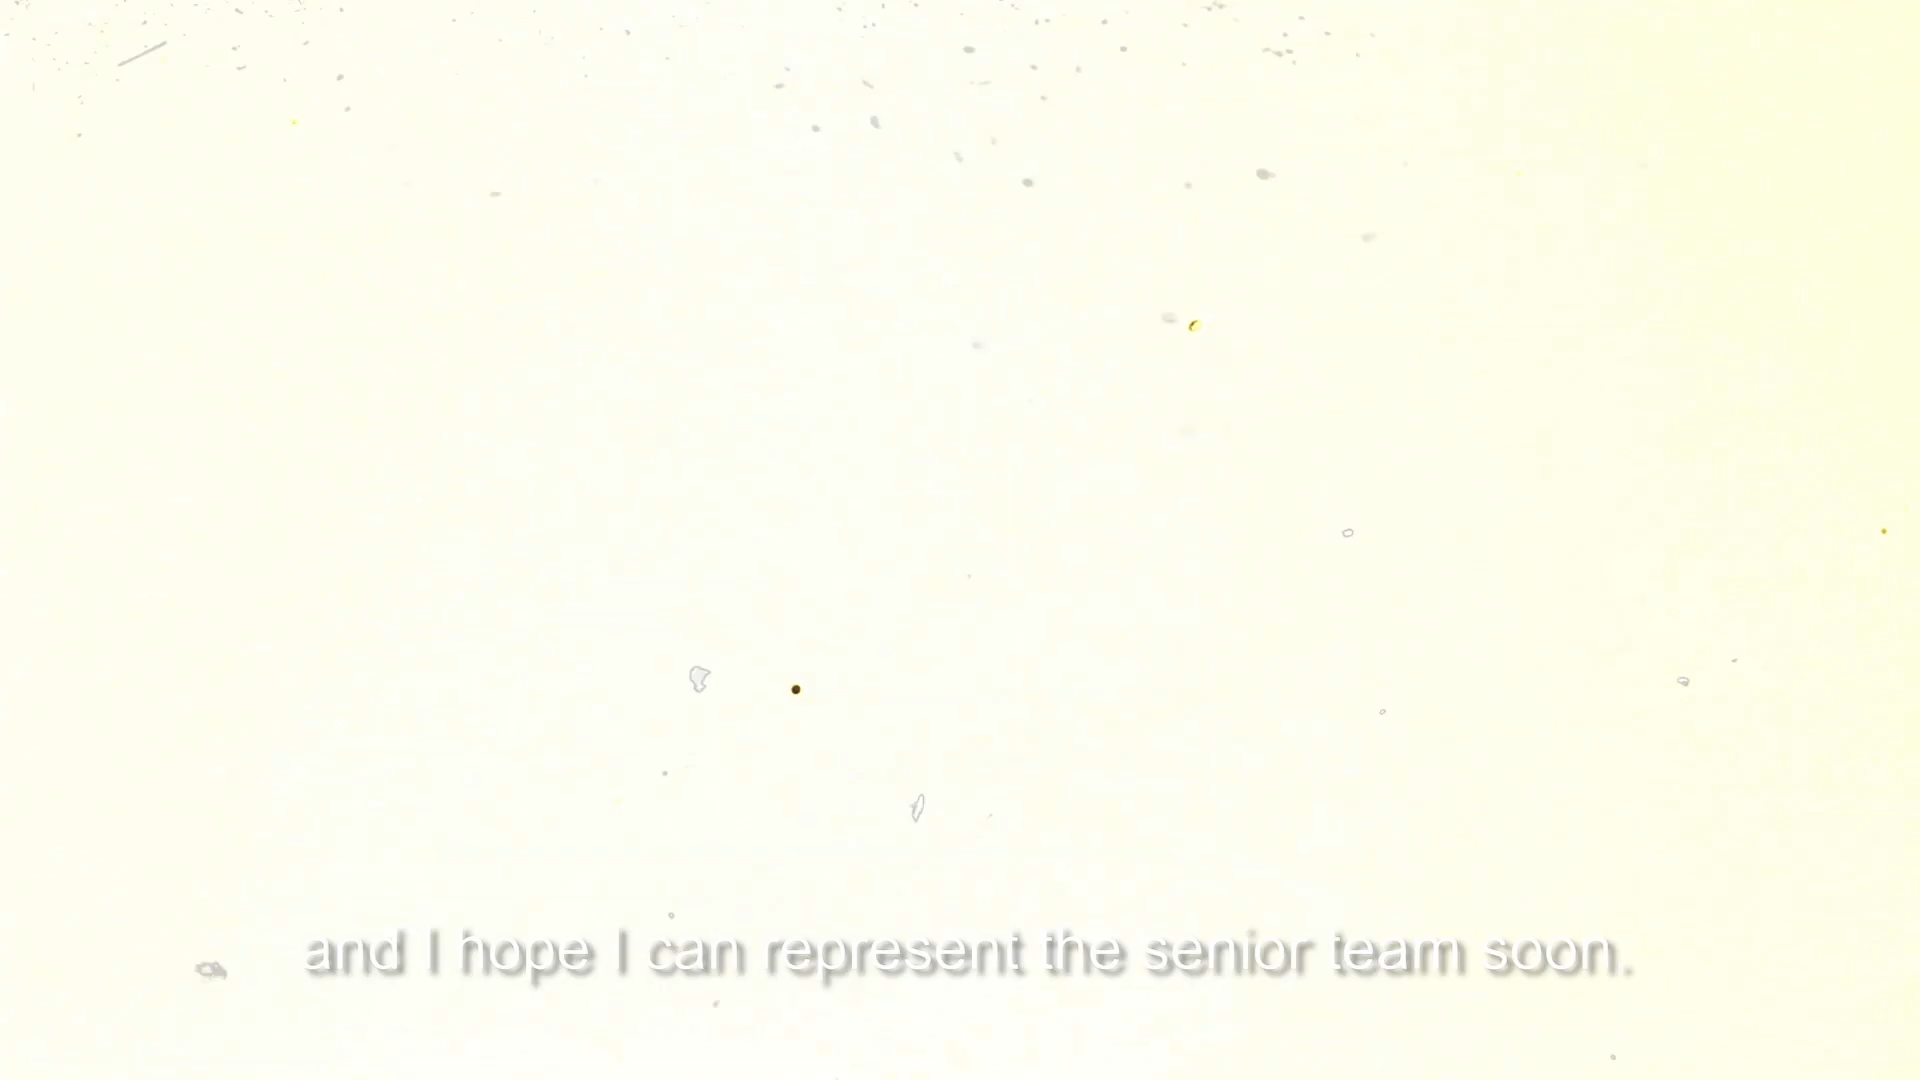 and I hope I can represent the senior team soon.